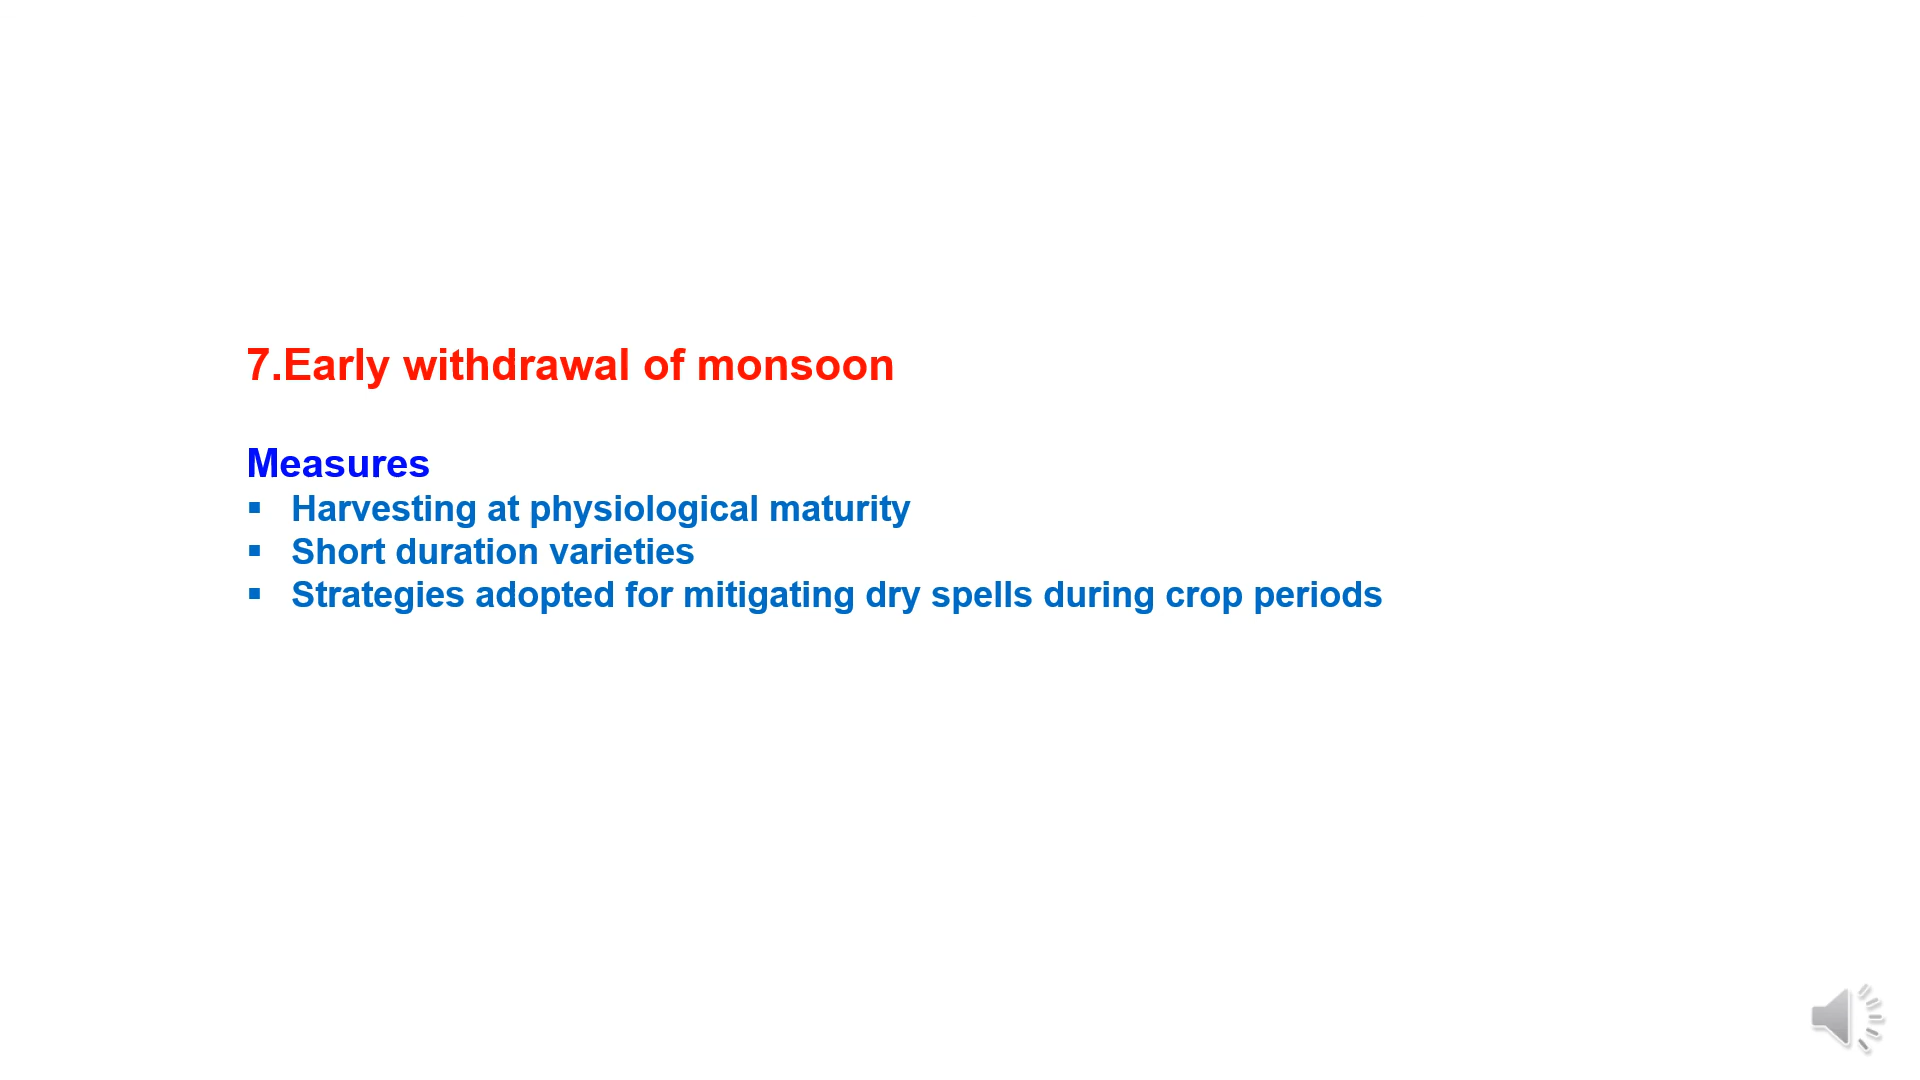 7.Early withdrawal of monsoon
Measures
▪ Harvesting at physiological maturity
▪ Short duration varieties
▪ Strategies adopted for mitigating dry spells during crop periods